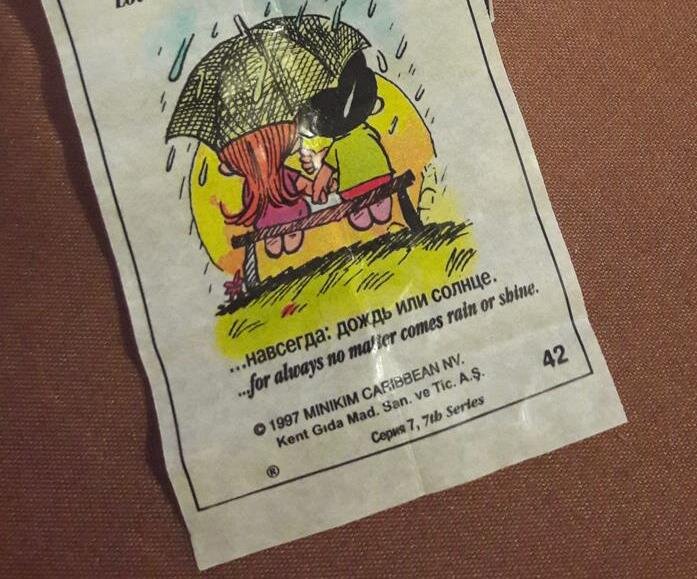 ...навсегда: дождь или солнце.
...for always no matter comes rain or shine.
© 1997 MINIKIM CARIBBEAN NV.
Kent Gıda Mad. San. ve Tic. A.Ş.
42
Серия 7, 7th Series
®